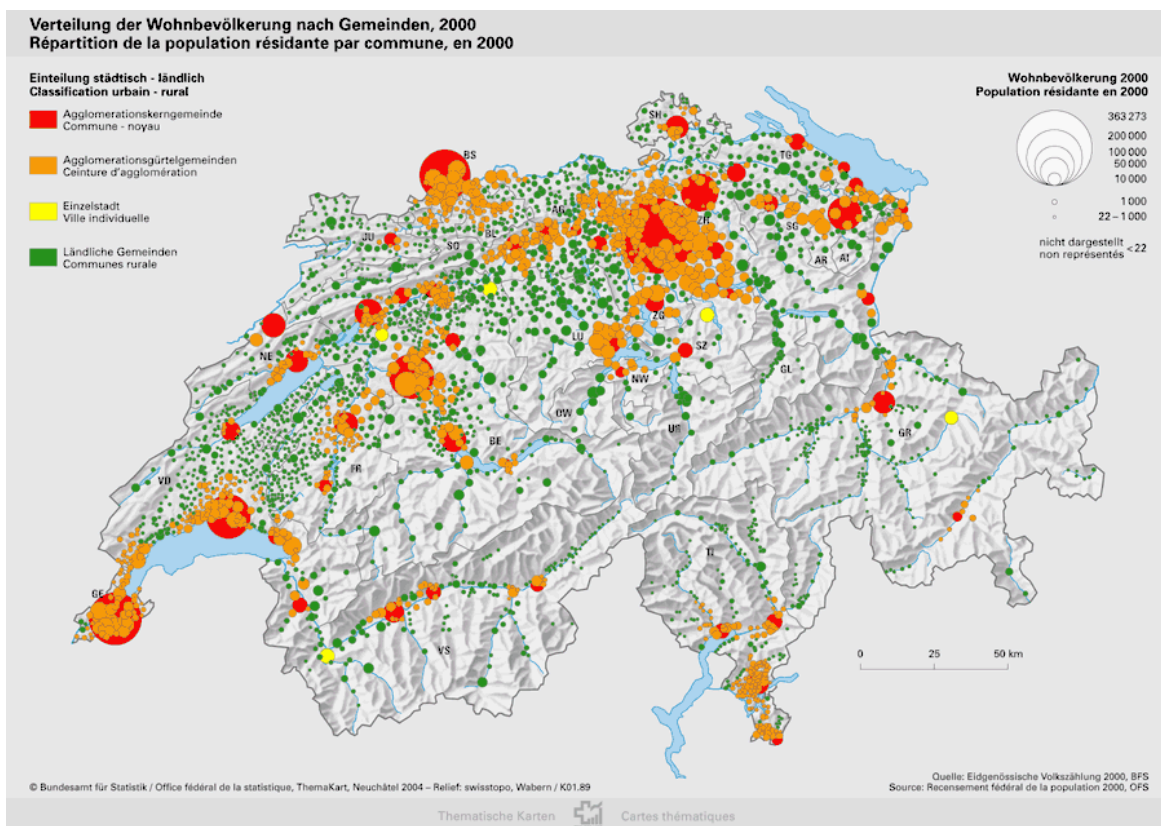 Verteilung der Wohnbevölkerung nach Gemeinden, 2000
Répartition de la population résidante par commune, en 2000
Einteilung städtisch - ländlich
Classification urbain - rural
Agglomerationskerngemeinde
Commune - noyau
Agglomerationsgürtelgemeinden
Ceinture d'agglomération
Einzelstadt
Ville individuelle
Ländliche Gemeinden
Communes rurale
Wohnbevölkerung 2000
Population résidante en 2000
363 273
200 000
100 000
50 000
10 000
1 000
22 – 1 000
nicht dargestellt
non représentés
< 22
SH
BS
TG
AG
ZR
BL
JU
SO
SG
AR
AI
ZG
LU
SZ
NE
NW
GL
OW
UR
GR
BE
FR
VD
TI
GE
VS
0 25 50 km
© Bundesamt für Statistik / Office fédéral de la statistique, ThemaKart, Neuchâtel 2004 – Relief: swisstopo, Wabern / K01.89
Quelle: Eidgenössische Volkszählung 2000, BFS
Source: Recensement fédéral de la population 2000, OFS
Thematische Karten Cartes thématiques